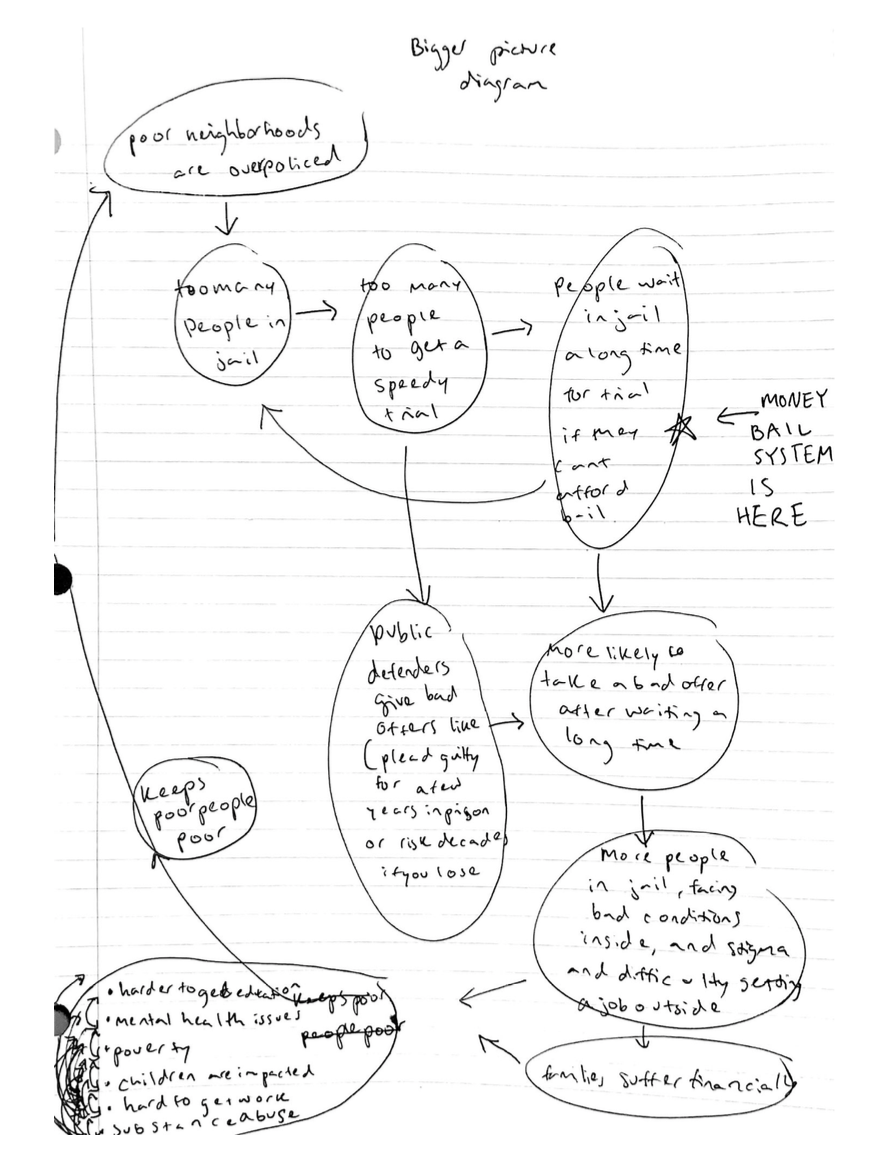 Bigger picture
diagram
poor neighborhoods
are overpoliced
too many
people in
jail
too many
people
to get a
speedy
trial
people wait
in jail
a long time
for trial
if they
cant
afford
bail
MONEY
BAIL
SYSTEM
IS
HERE
public
defenders
give bad
offers like
(plead guilty
for a few
years in prison
or risk decades
if you lose
More likely to
take a bad offer
after waiting a
long time
Keeps
poor people
poor
More people
in jail, facing
bad conditions
inside, and stigma
and difficulty getting
a job outside
families suffer financially
• harder to get edcation
keeps poor
people poor
• mental health issues
• poverty
• children are impacted
• hard to get work
• substance abuse